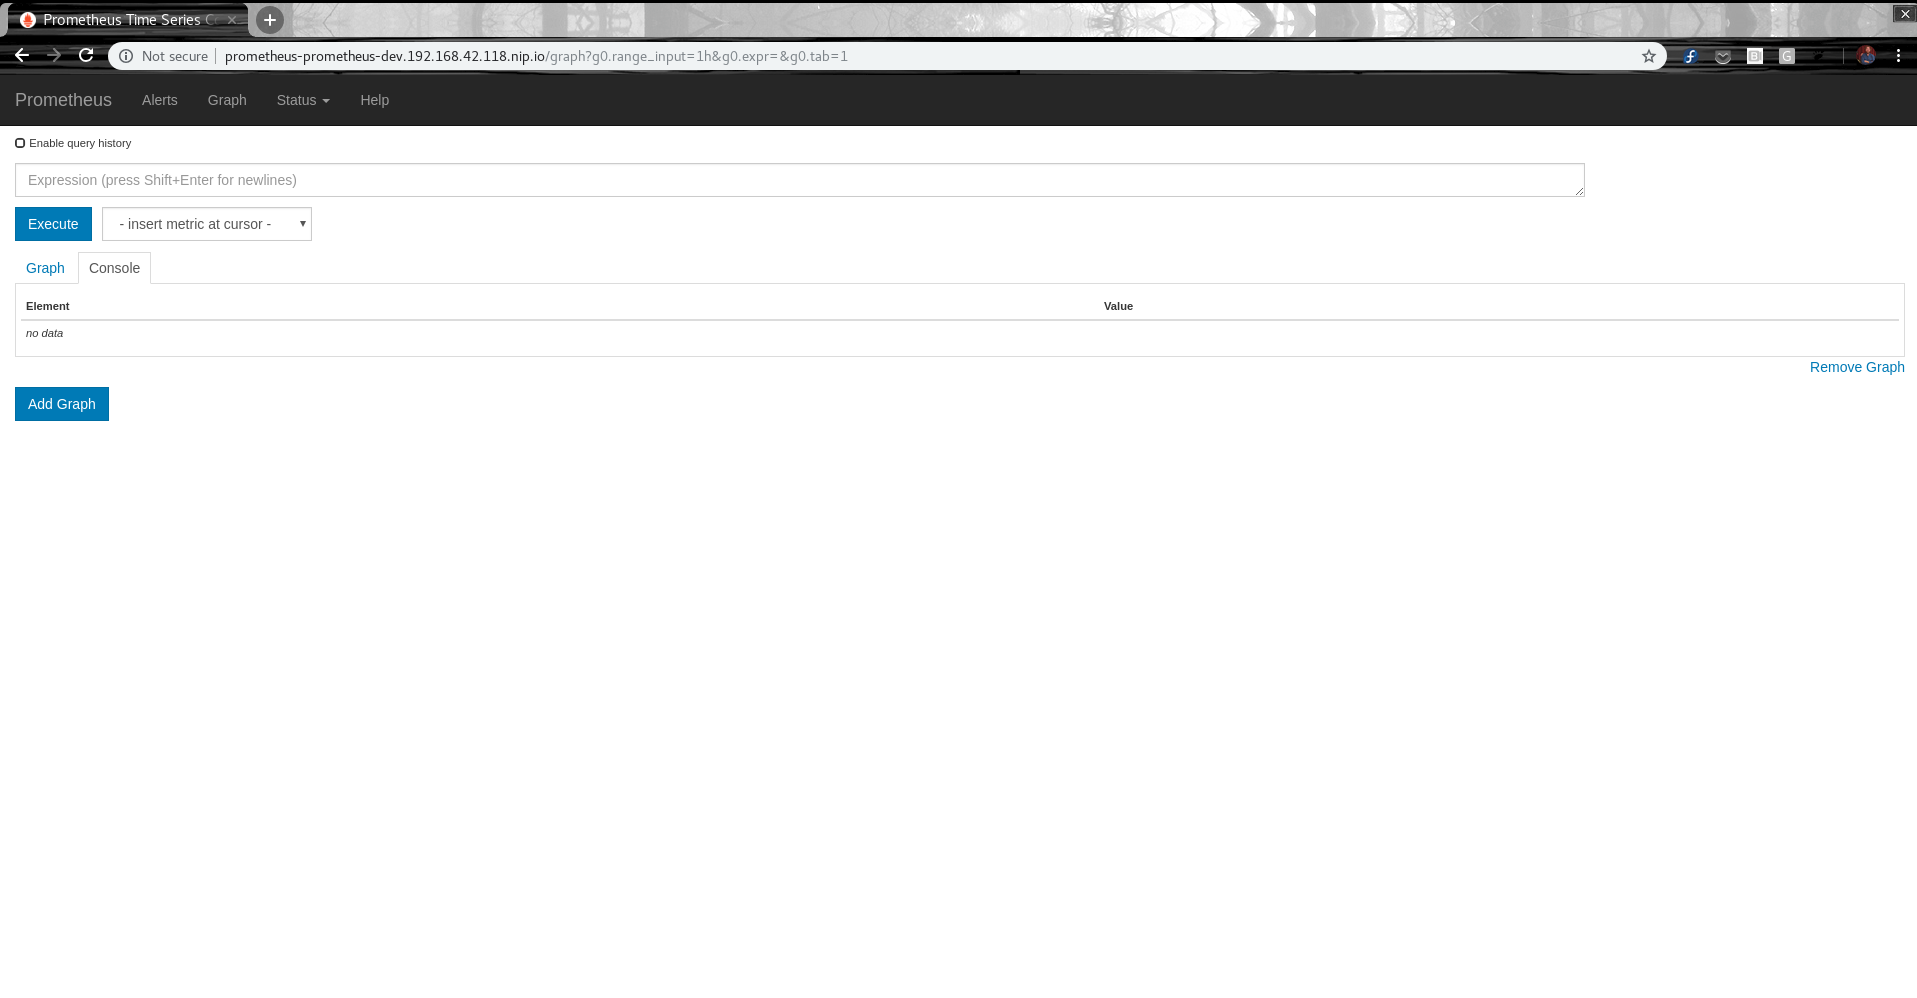 Prometheus Time Series C
Not secure prometheus-prometheus-dev.192.168.42.118.nip.io/graph?g0.range_input=1h&g0.expr=&g0.tab=1
Prometheus Alerts Graph Status Help
Enable query history
Expression (press Shift+Enter for newlines)
Execute - insert metric at cursor -
Graph Console
Element Value
no data
Remove Graph
Add Graph